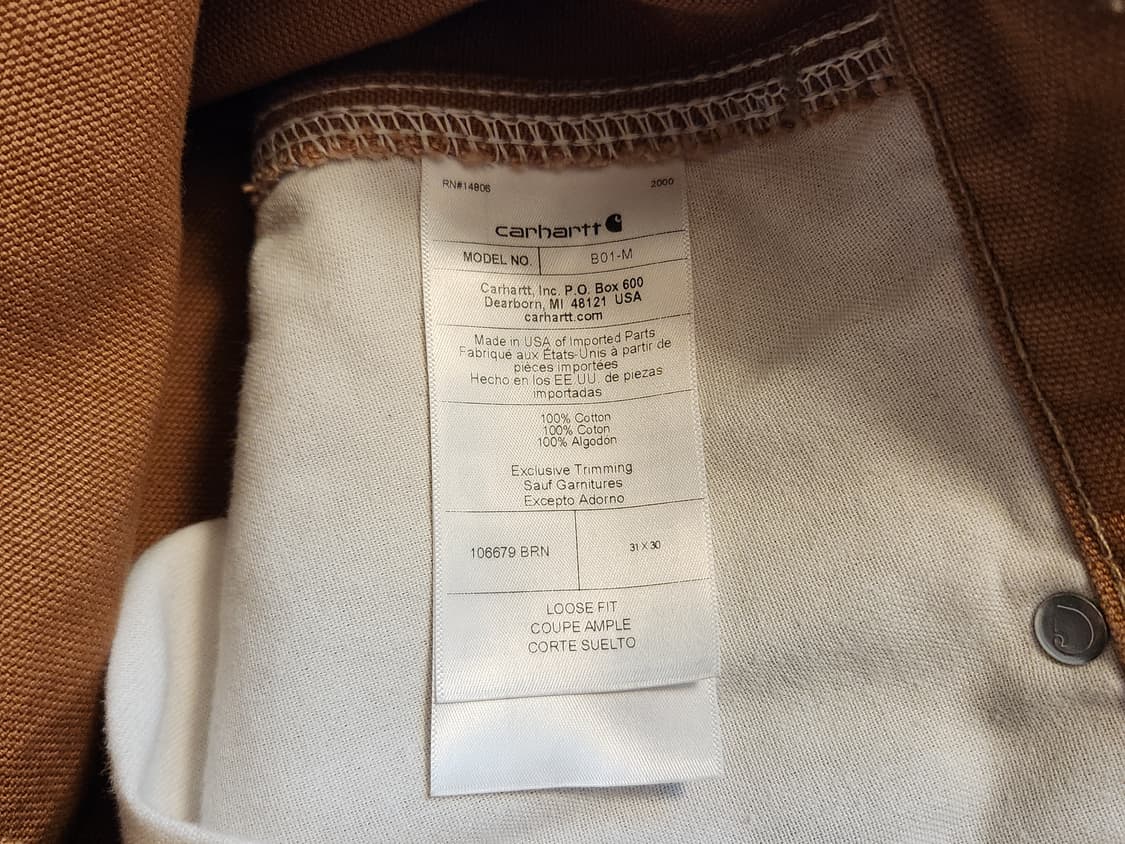 RN#14806 2000
carhartt
MODEL NO. B01-M
Carhartt, Inc. P.O. Box 600
Dearborn, MI 48121 USA
carhartt.com
Made in USA of Imported Parts
Fabriqué aux États-Unis à partir de
pièces importées
Hecho en los EE.UU. de piezas
importadas
100% Cotton
100% Coton
100% Algodón
Exclusive Trimming
Sauf Garnitures
Excepto Adorno
106679 BRN 31 X 30
LOOSE FIT
COUPE AMPLE
CORTE SUELTO